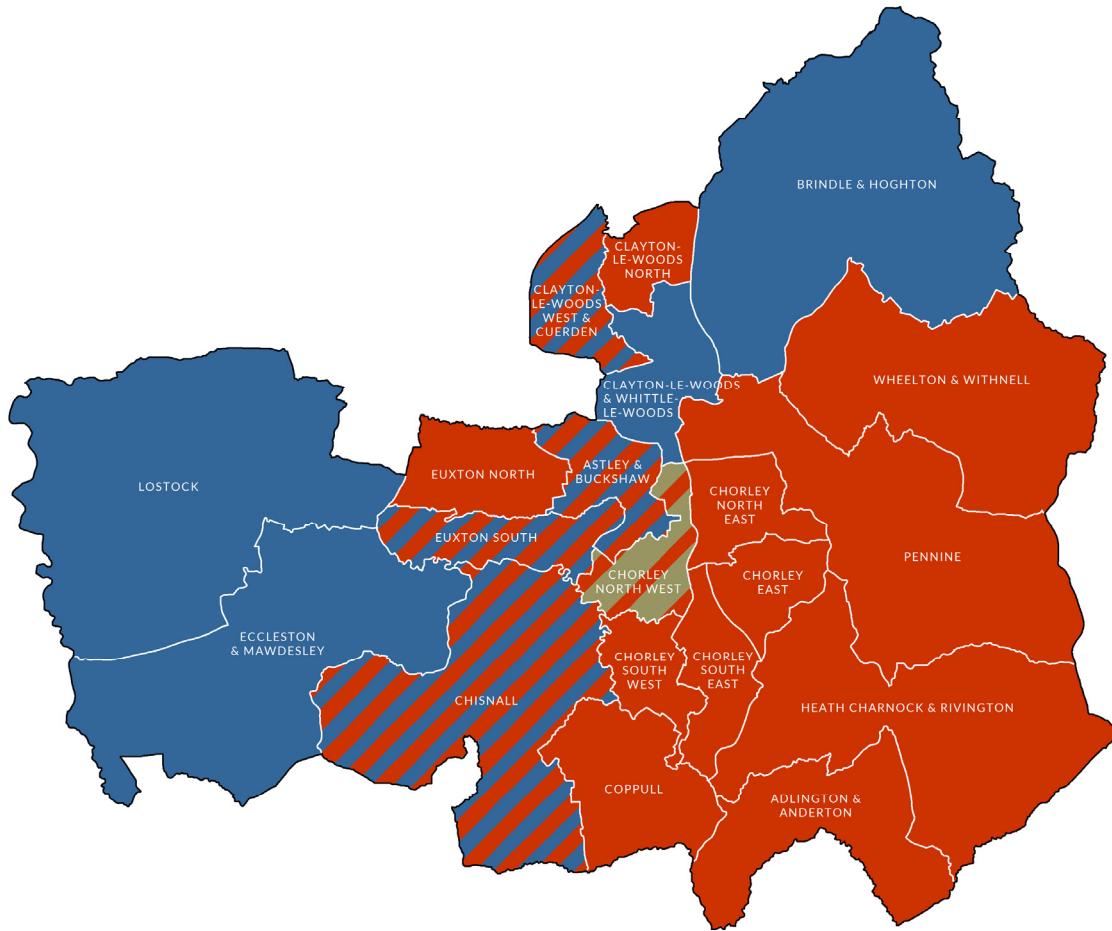 BRINDLE & HOGHTON
CLAYTON-
LE-WOODS
NORTH
CLAYTON-
LE-WOODS
WEST &
CUERDEN
WHEELTON & WITHNELL
CLAYTON-LE-WOODS
& WHITTLE-
LE-WOODS
EUXTON NORTH
ASTLEY &
BUCKSHAW
LOSTOCK
CHORLEY
NORTH
EAST
EUXTON SOUTH
PENNINE
CHORLEY
NORTH WEST
CHORLEY
EAST
ECCLESTON
& MAWDESLEY
CHORLEY
SOUTH
WEST
CHORLEY
SOUTH
EAST
CHISNALL
HEATH CHARNOCK & RIVINGTON
COPPULL
ADLINGTON &
ANDERTON